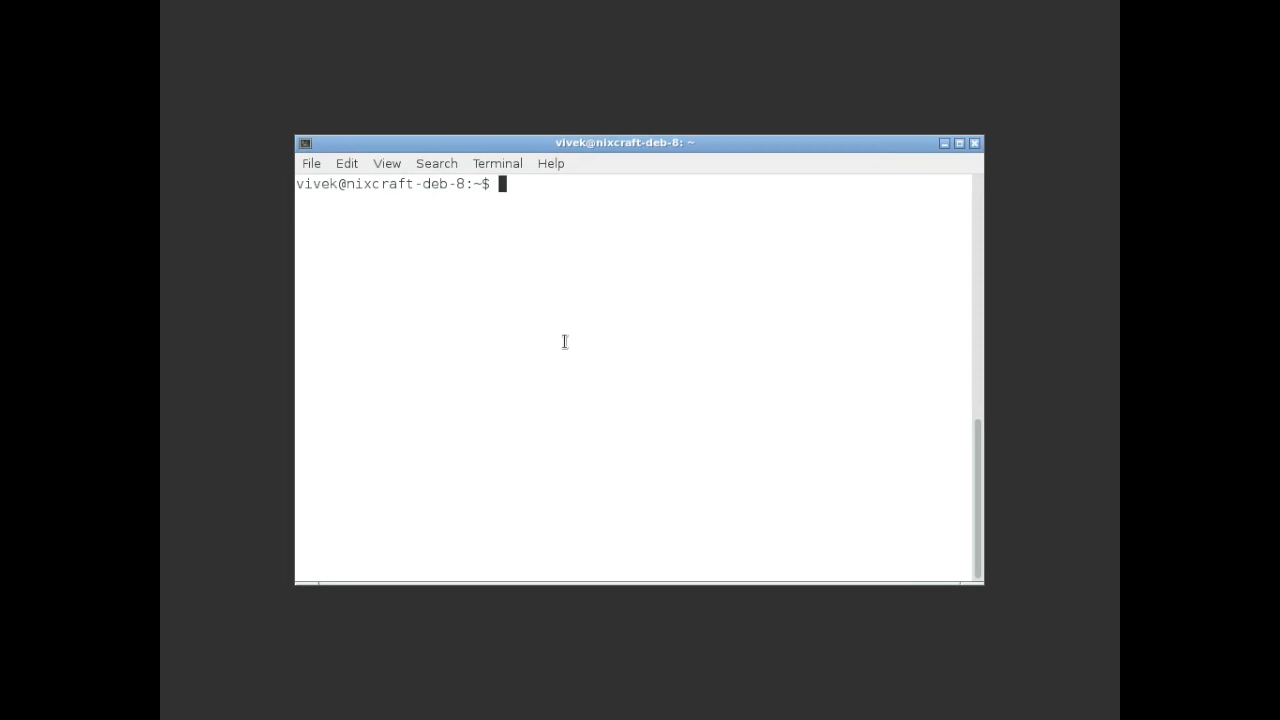 vivek@nixcraft-deb-8: ~
File Edit View Search Terminal Help
vivek@nixcraft-deb-8:~$